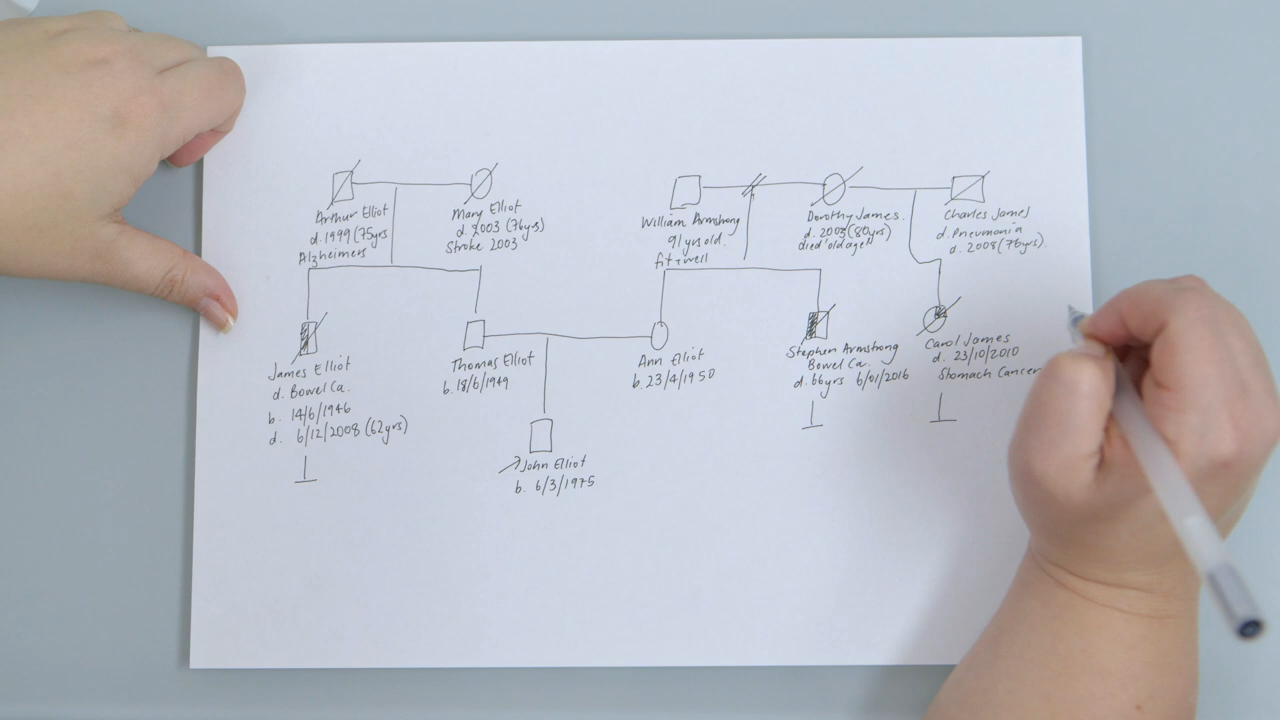 Arthur Elliot
d. 1999 (75yrs
Alzheimers
Mary Elliot
d. 2003 (76yrs)
Stroke 2003
William Armstrong
91 yrs old.
fit + well
Dorothy James.
d. 2003 (80yrs)
died 'old age'
Charles James
d. Pneumonia
d. 2008 (76yrs).
James Elliot
d. Bowel Ca.
b. 14/6/1946
d. 6/12/2008 (62yrs)
Thomas Elliot
b. 18/6/1949
Ann Elliot
b. 23/4/1950
Stephen Armstrong
Bowel Ca.
d. 66yrs 6/01/2016
Carol James
d. 23/10/2010
Stomach Cancer
John Elliot
b. 6/3/1975